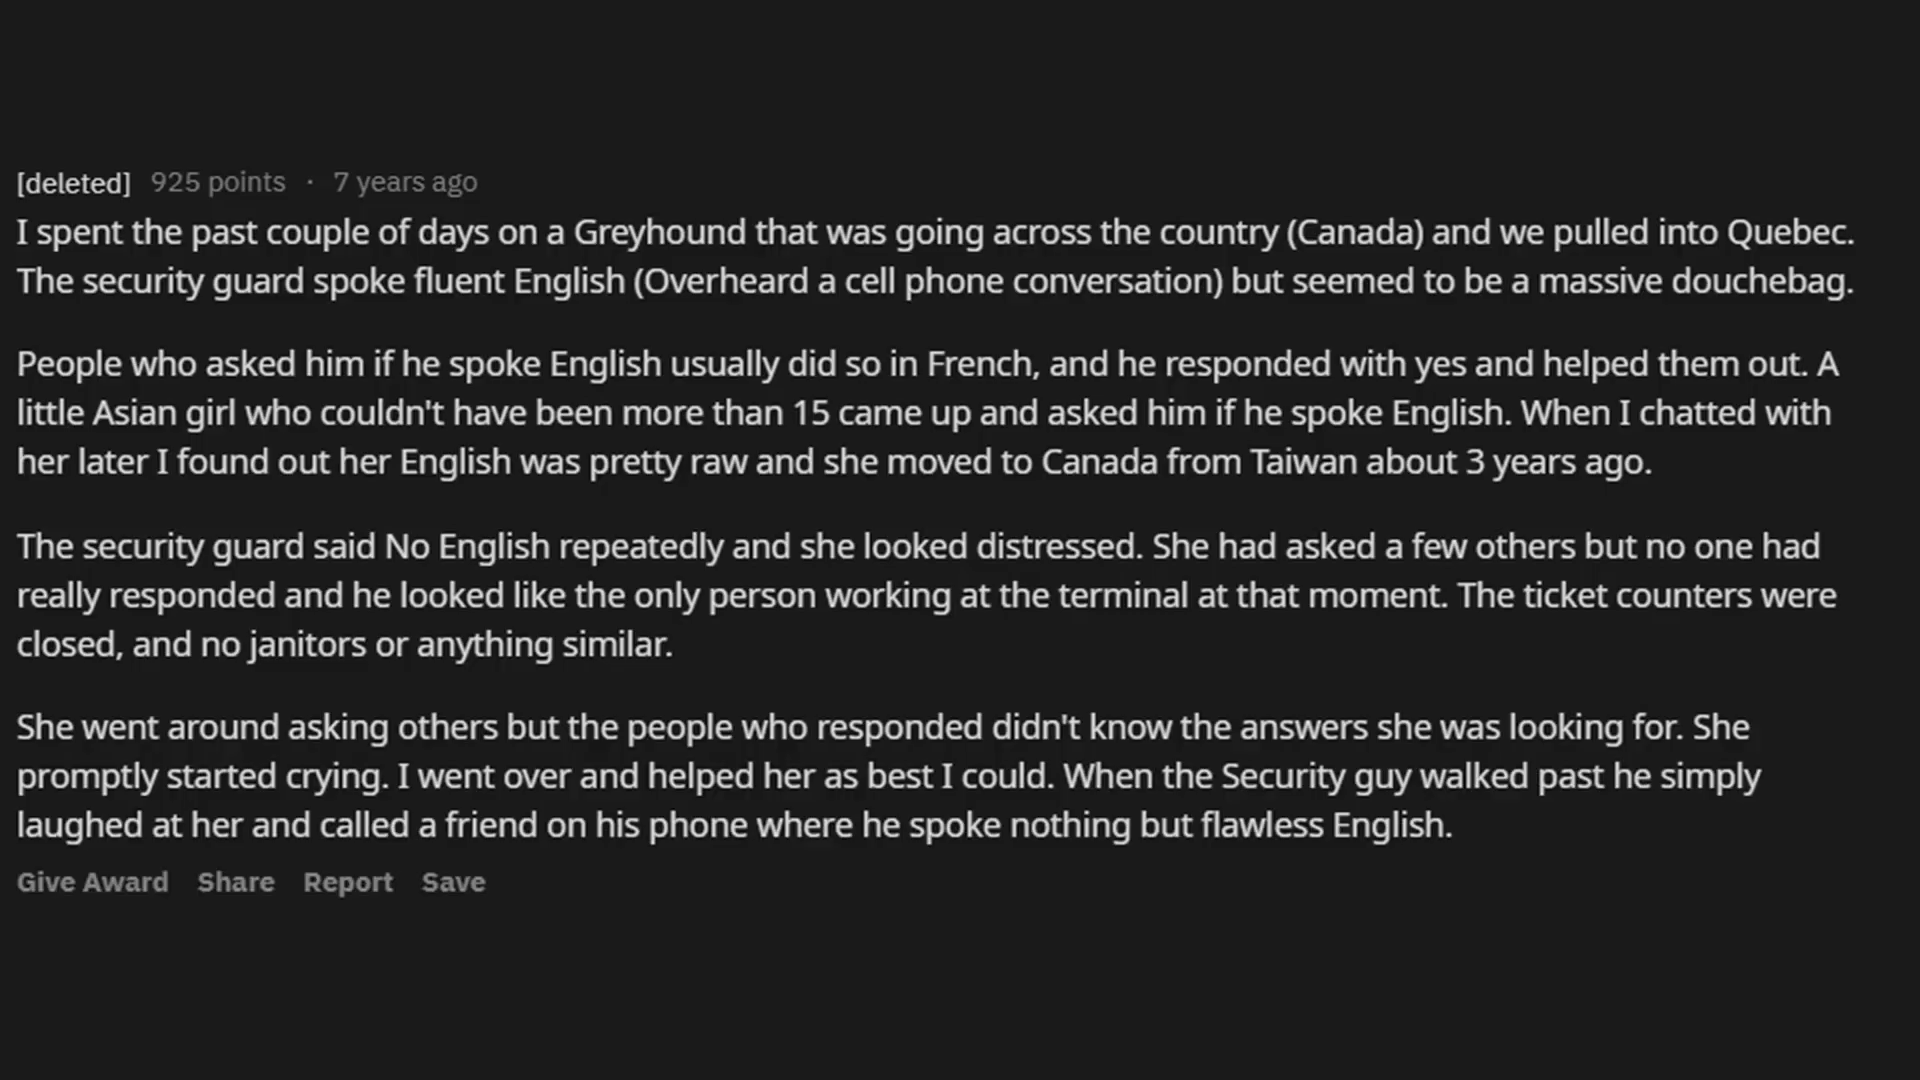 [deleted] 925 points · 7 years ago
I spent the past couple of days on a Greyhound that was going across the country (Canada) and we pulled into Quebec.
The security guard spoke fluent English (Overheard a cell phone conversation) but seemed to be a massive douchebag.
People who asked him if he spoke English usually did so in French, and he responded with yes and helped them out. A
little Asian girl who couldn't have been more than 15 came up and asked him if he spoke English. When I chatted with
her later I found out her English was pretty raw and she moved to Canada from Taiwan about 3 years ago.
The security guard said No English repeatedly and she looked distressed. She had asked a few others but no one had
really responded and he looked like the only person working at the terminal at that moment. The ticket counters were
closed, and no janitors or anything similar.
She went around asking others but the people who responded didn't know the answers she was looking for. She
promptly started crying. I went over and helped her as best I could. When the Security guy walked past he simply
laughed at her and called a friend on his phone where he spoke nothing but flawless English.
Give Award Share Report Save